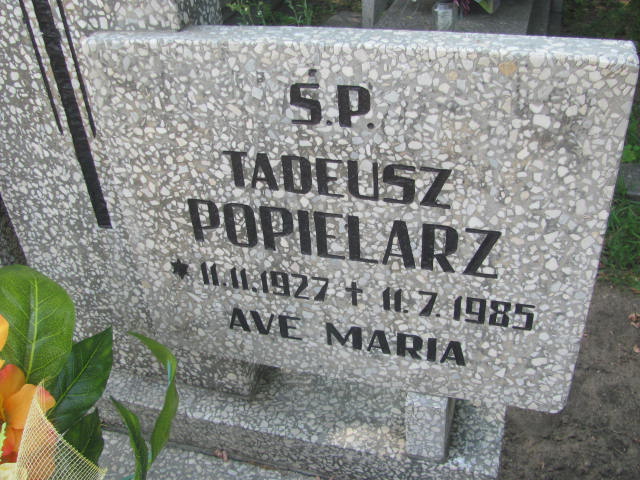 Ś.P.
TADEUSZ
POPIELARZ
* 11.11.1927 + 11.7.1985
AVE MARIA